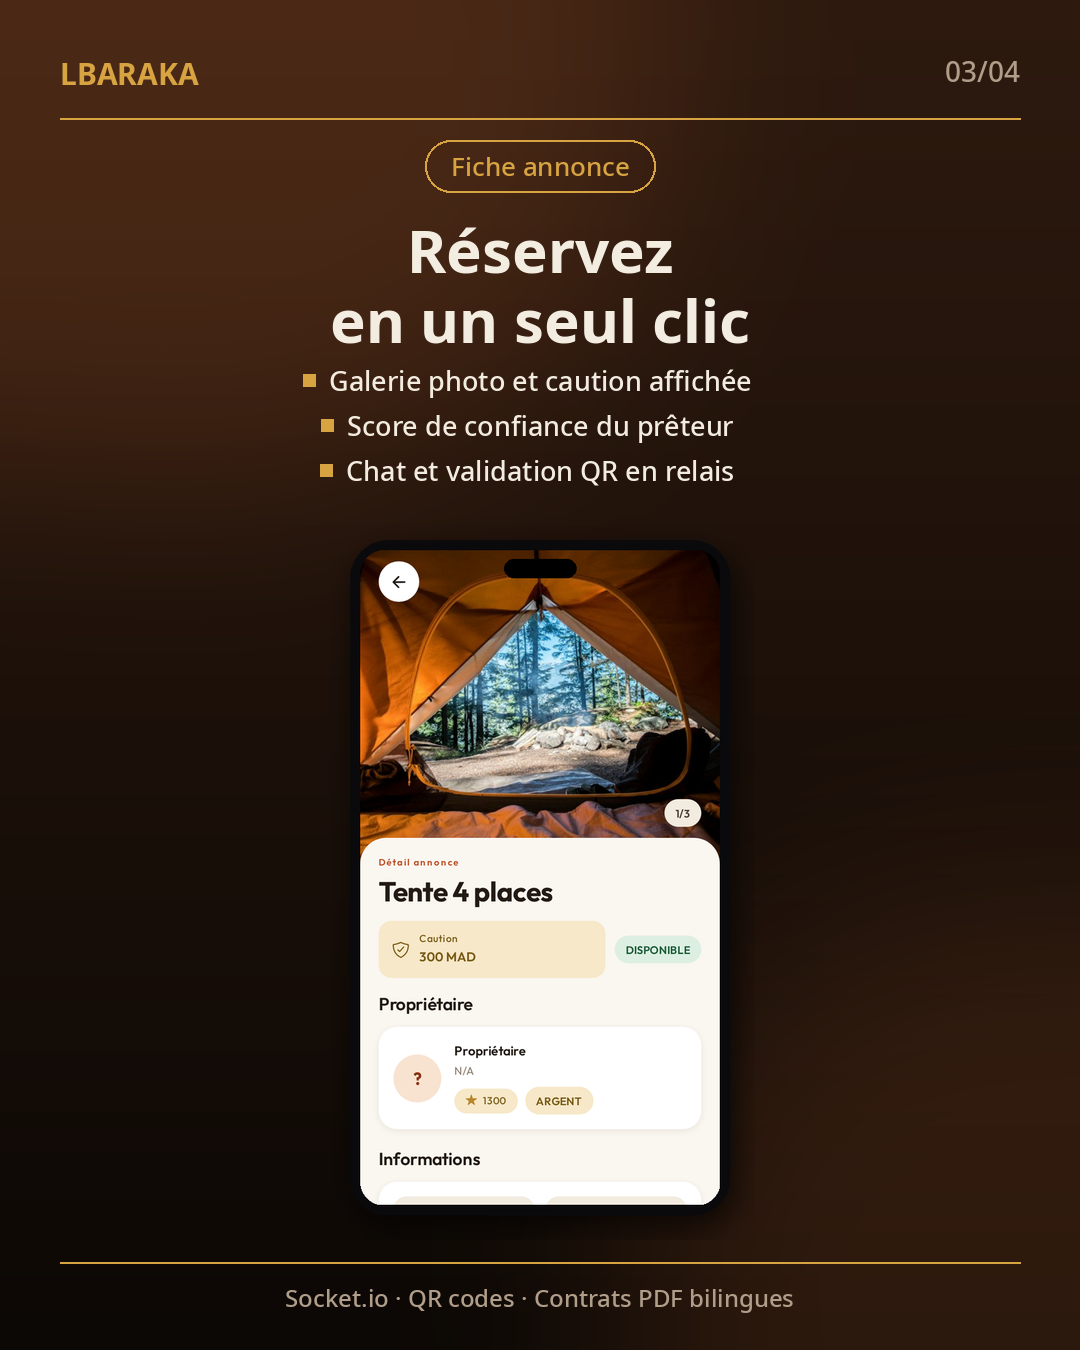 LBARAKA
03/04
Fiche annonce
Réservez
en un seul clic
Galerie photo et caution affichée
Score de confiance du prêteur
Chat et validation QR en relais
1/3
Détail annonce
Tente 4 places
Caution
300 MAD
DISPONIBLE
Propriétaire
?
Propriétaire
N/A
★ 1300
ARGENT
Informations
Socket.io · QR codes · Contrats PDF bilingues